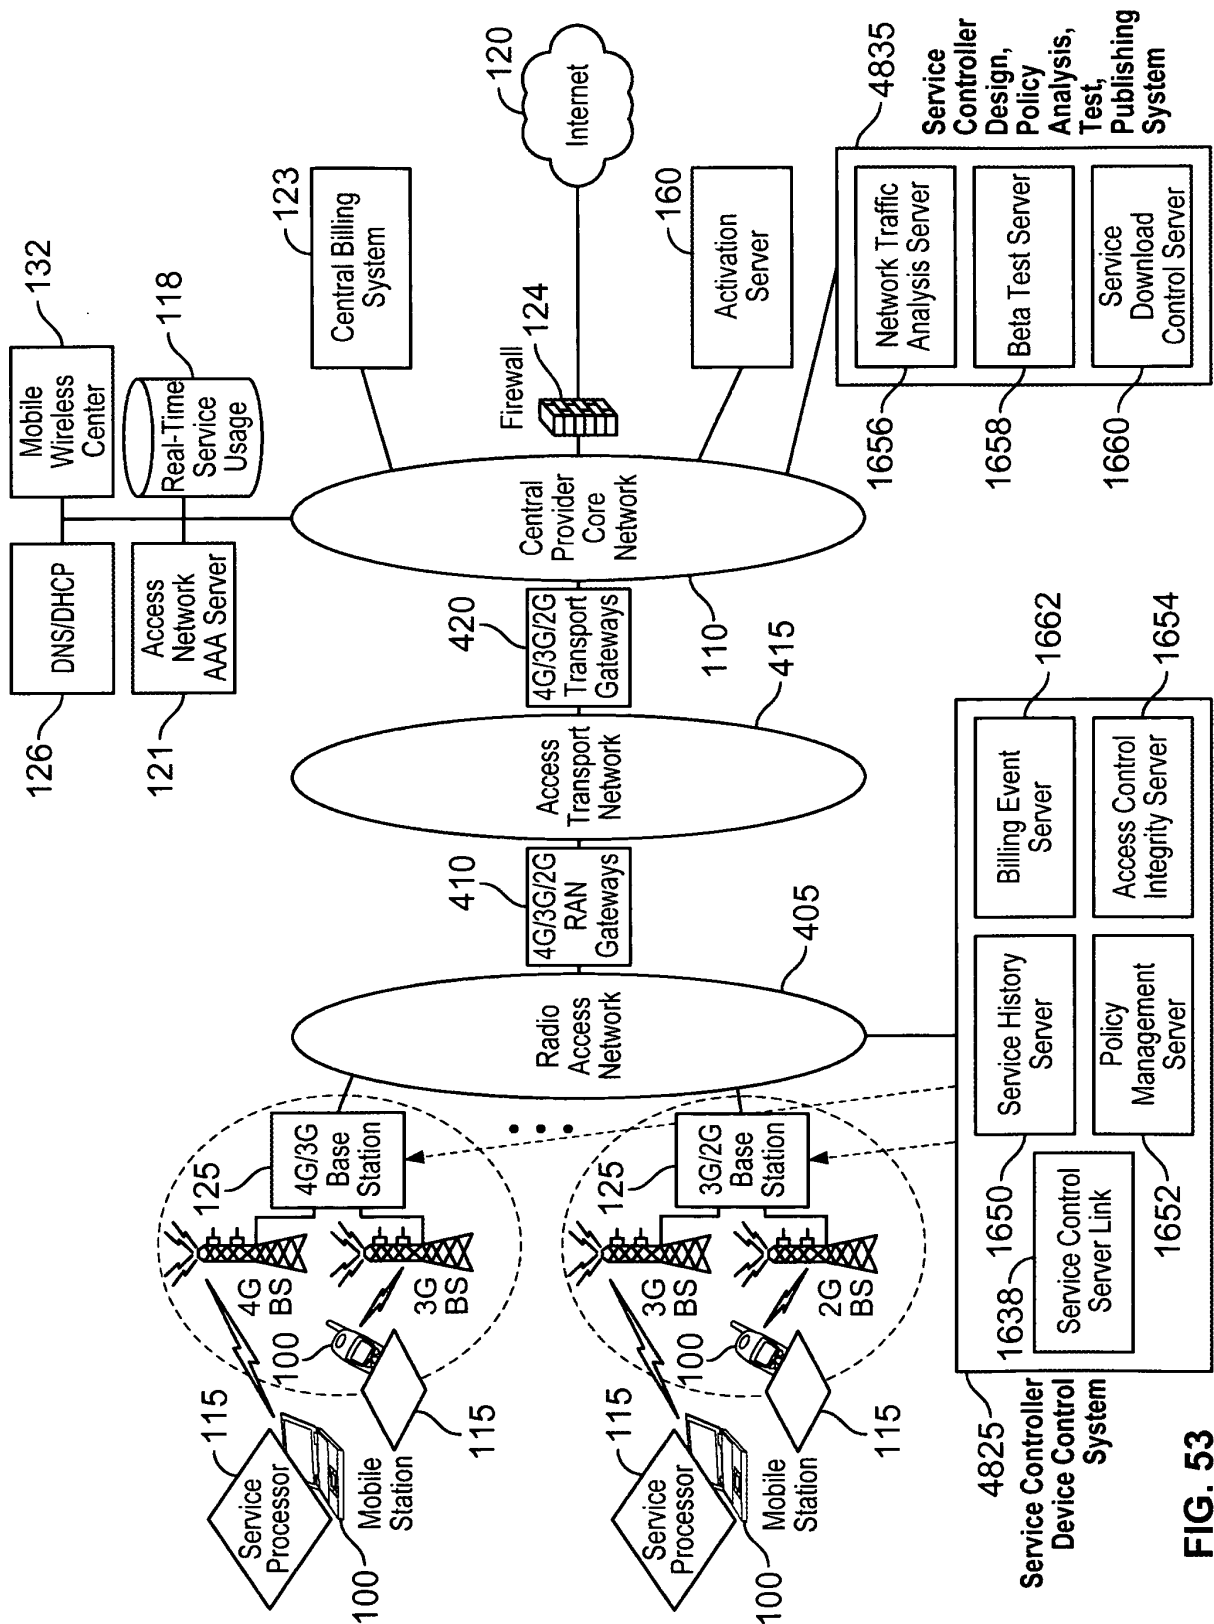 DNS/DHCP
126
Mobile
Wireless
Center
132
Access
Network
AAA Server
121
Real-Time
Service
Usage
118
Central Billing
System
123
Service
Processor
115
100
Mobile
Station
4G
BS
125
4G/3G
Base
Station
100
115
3G
BS
Radio
Access
Network
405
410
4G/3G/2G
RAN
Gateways
Access
Transport
Network
415
420
4G/3G/2G
Transport
Gateways
Central
Provider
Core
Network
110
Firewall
124
Internet
120
Activation
Server
160
Service
Processor
115
100
Mobile
Station
3G
BS
125
3G/2G
Base
Station
100
115
2G
BS
4825
Service Controller
Device Control
System
1638
Service Control
Server Link
1650
Service History
Server
1652
Policy
Management
Server
Billing Event
Server
1662
Access Control
Integrity Server
1654
1656
Network Traffic
Analysis Server
1658
Beta Test Server
1660
Service
Download
Control Server
4835
Service
Controller
Design,
Policy
Analysis,
Test,
Publishing
System
FIG. 53